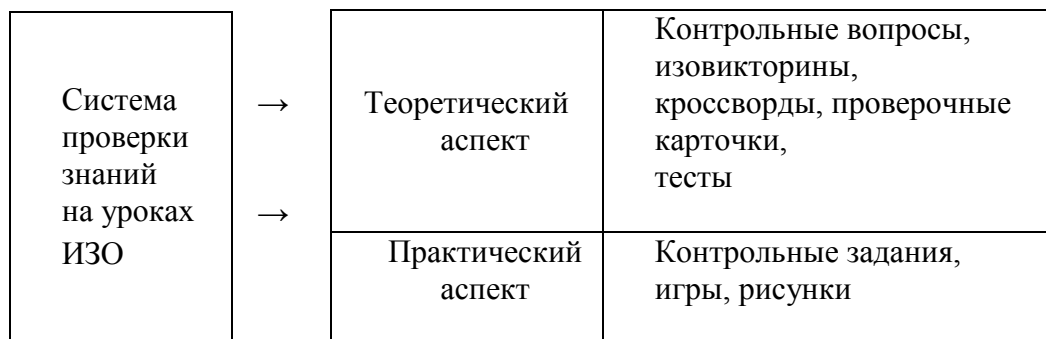 Система
проверки
знаний
на уроках
ИЗО
→
→
Теоретический
аспект
Контрольные вопросы,
изовикторины,
кроссворды, проверочные
карточки,
тесты
Практический
аспект
Контрольные задания,
игры, рисунки